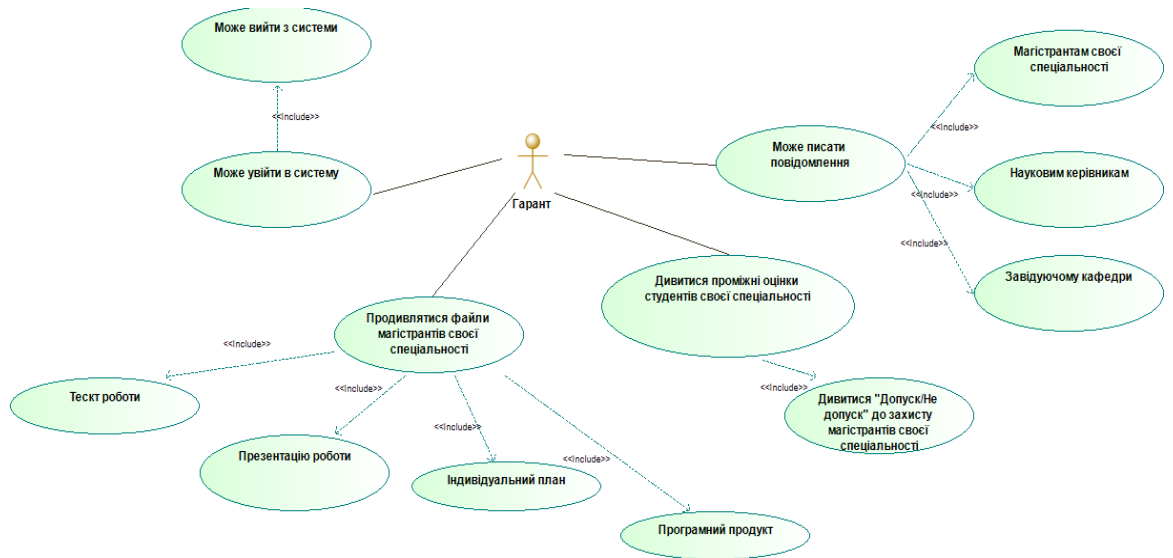 Може вийти з системи
<<Include>>
Може увійти в систему
Гарант
Може писати
повідомлення
<<Include>>
Магістрантам своєї
спеціальності
<<Include>>
Науковим керівникам
<<Include>>
Завідуючому кафедри
Дивитися проміжні оцінки
студентів своєї спеціальності
<<Include>>
Дивитися "Допуск/Не
допуск" до захисту
магістрантів своєї
спеціальності
Продивлятися файли
магістрантів своєї
спеціальності
<<Include>>
Тескт роботи
<<Include>>
Презентацію роботи
<<Include>>
Індивідуальний план
<<Include>>
Програмний продукт